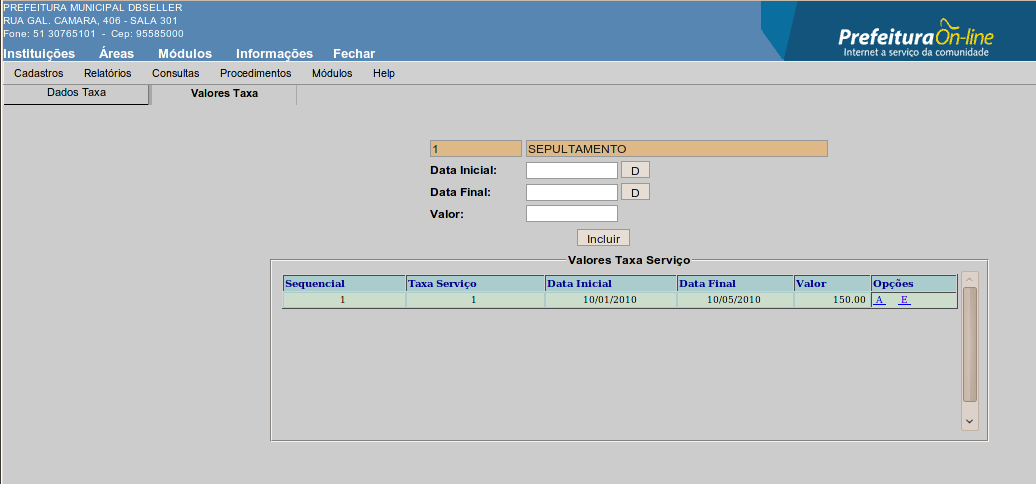 PREFEITURA MUNICIPAL DBSELLER
RUA GAL. CAMARA, 406 - SALA 301
Fone: 51 30765101 - Cep: 95585000
PrefeituraOn-line
Internet a serviço da comunidade
Instituições Áreas Módulos Informações Fechar
Cadastros Relatórios Consultas Procedimentos Módulos Help
Dados Taxa Valores Taxa
1 SEPULTAMENTO
Data Inicial: D
Data Final: D
Valor:
Incluir
Valores Taxa Serviço
Sequencial Taxa Serviço Data Inicial Data Final Valor Opções
1 1 10/01/2010 10/05/2010 150.00 A E